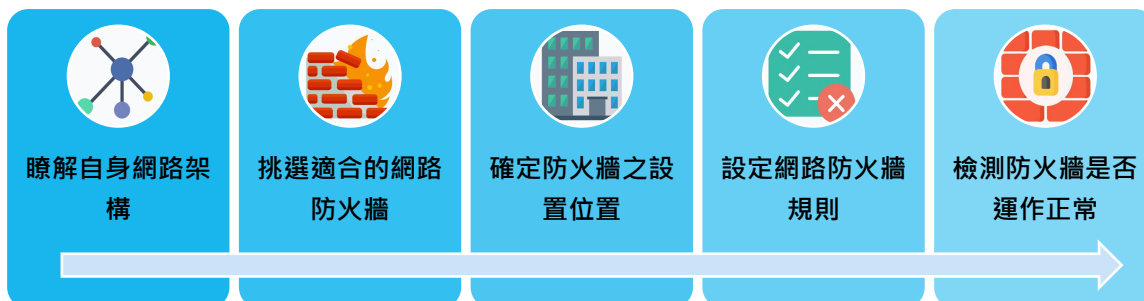 瞭解自身網路架
構
挑選適合的網路
防火牆
確定防火牆之設
置位置
設定網路防火牆
規則
檢測防火牆是否
運作正常